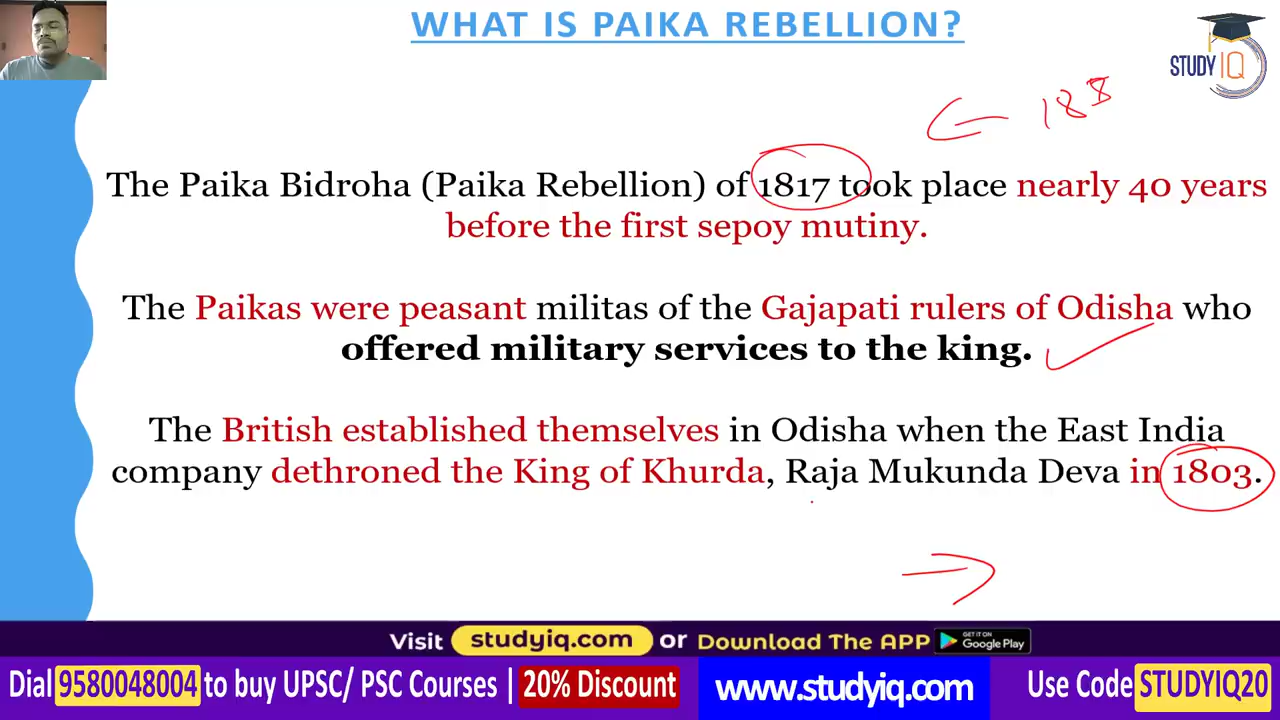 WHAT IS PAIKA REBELLION?
STUDY IQ
The Paika Bidroha (Paika Rebellion) of 1817 took place nearly 40 years
before the first sepoy mutiny.
The Paikas were peasant militas of the Gajapati rulers of Odisha who
offered military services to the king.
The British established themselves in Odisha when the East India
company dethroned the King of Khurda, Raja Mukunda Deva in 1803.
Visit studyiq.com or Download The APP GET IT ON Google Play
Dial 9580048004 to buy UPSC/ PSC Courses | 20% Discount www.studyiq.com Use Code STUDYIQ20